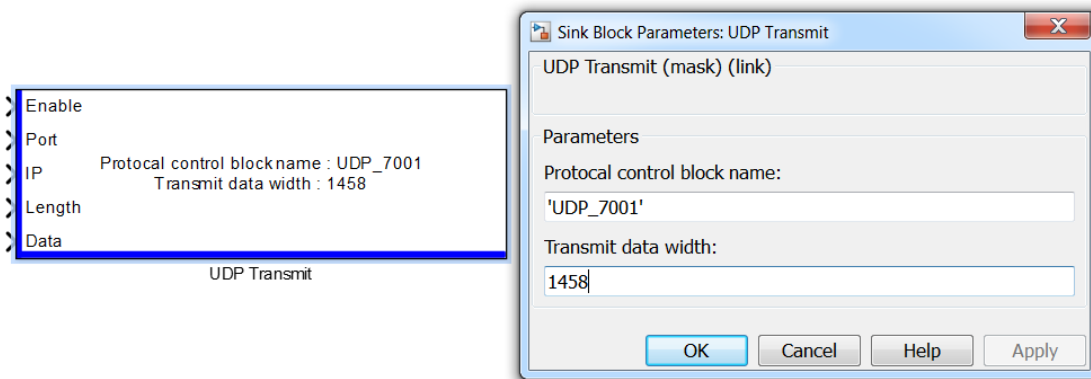 Enable
Port
IP
Length
Data
Protocal control block name : UDP_7001
Transmit data width : 1458
UDP Transmit
Sink Block Parameters: UDP Transmit
UDP Transmit (mask) (link)
Parameters
Protocal control block name:
'UDP_7001'
Transmit data width:
1458
OK
Cancel
Help
Apply